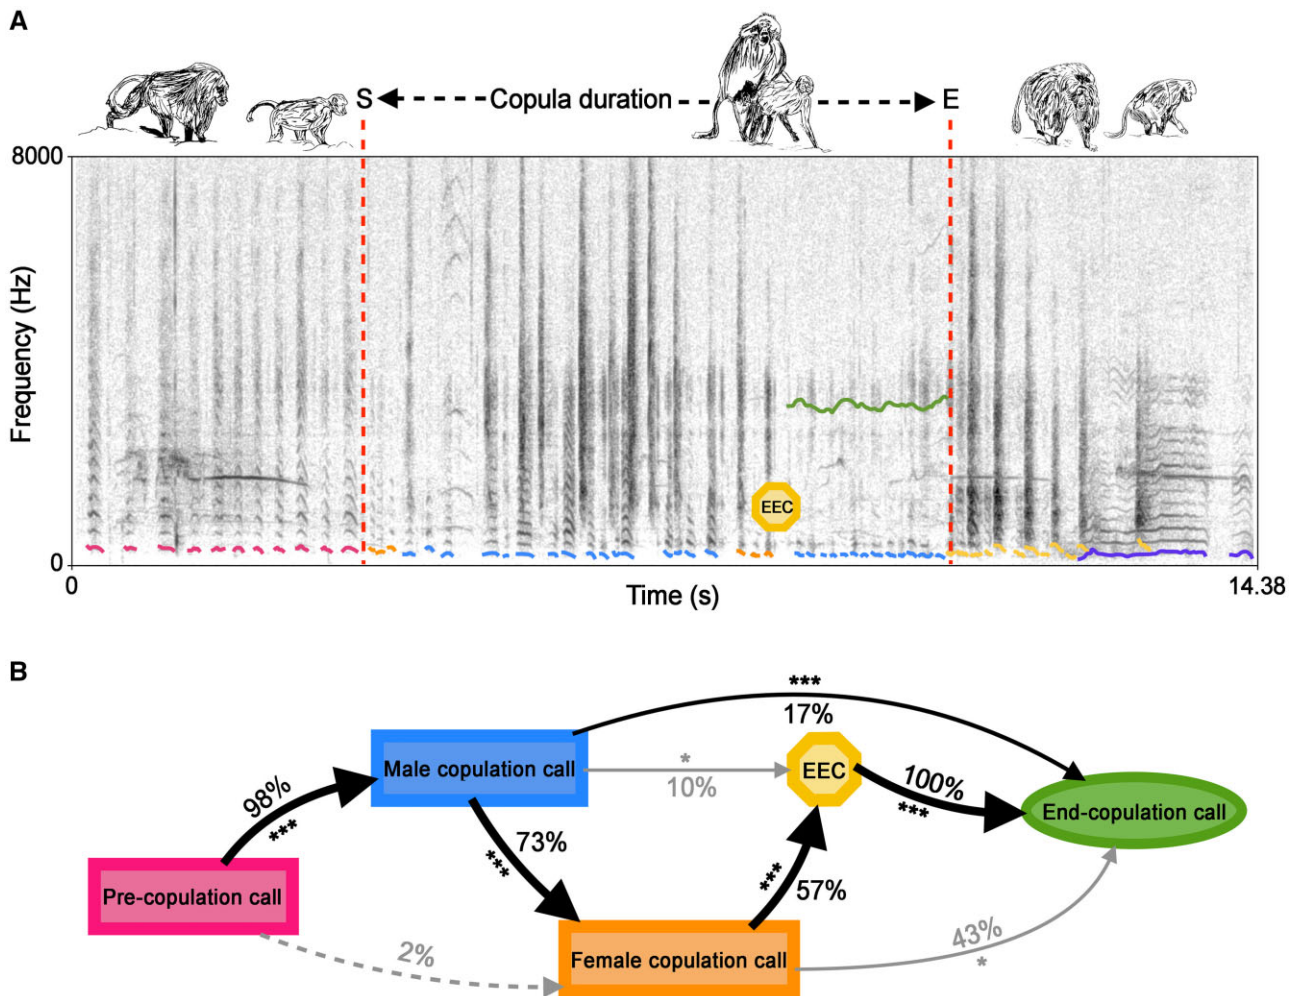 A
S
Copula duration
E
8000
Frequency (Hz)
EEC
0
0
Time (s)
14.38
B
***
17%
Male copulation call
*
10%
EEC
100%
***
End-copulation call
98%
***
73%
***
***
57%
Pre-copulation call
2%
Female copulation call
43%
*